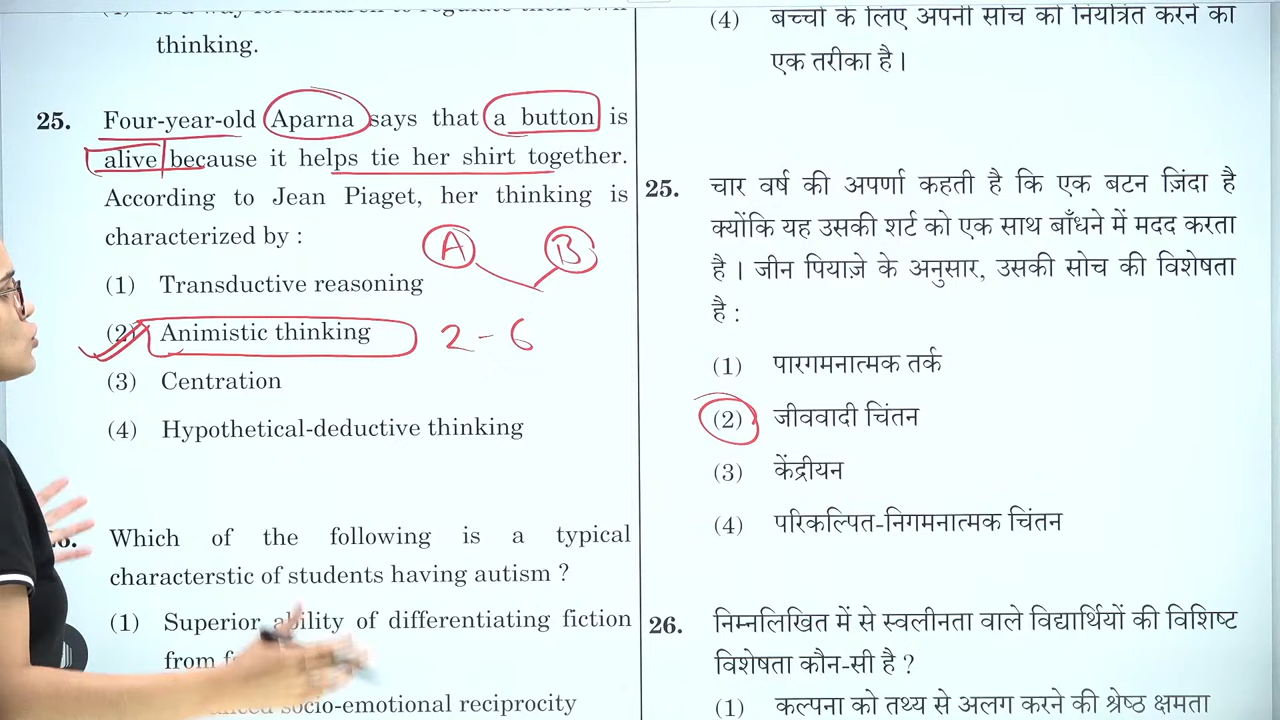 thinking.
25. Four-year-old Aparna says that a button is
alive because it helps tie her shirt together.
According to Jean Piaget, her thinking is
characterized by :
A B
(1) Transductive reasoning
(2) Animistic thinking 2-6
(3) Centration
(4) Hypothetical-deductive thinking
Which of the following is a typical
characterstic of students having autism ?
(1) Superior ability of differentiating fiction
from
socio-emotional reciprocity
(4) बच्चों के लिए अपनी सोच को नियंत्रित करने का
एक तरीका है।
25. चार वर्ष की अपर्णा कहती है कि एक बटन ज़िंदा है
क्योंकि यह उसकी शर्ट को एक साथ बाँधने में मदद करता
है। जीन पियाज़े के अनुसार, उसकी सोच की विशेषता
है :
(1) पारगमनात्मक तर्क
(2) जीववादी चिंतन
(3) केंद्रीयन
(4) परिकल्पित-निगमनात्मक चिंतन
26. निम्नलिखित में से स्वलीनता वाले विद्यार्थियों की विशिष्ट
विशेषता कौन-सी है ?
(1) कल्पना को तथ्य से अलग करने की श्रेष्ठ क्षमता